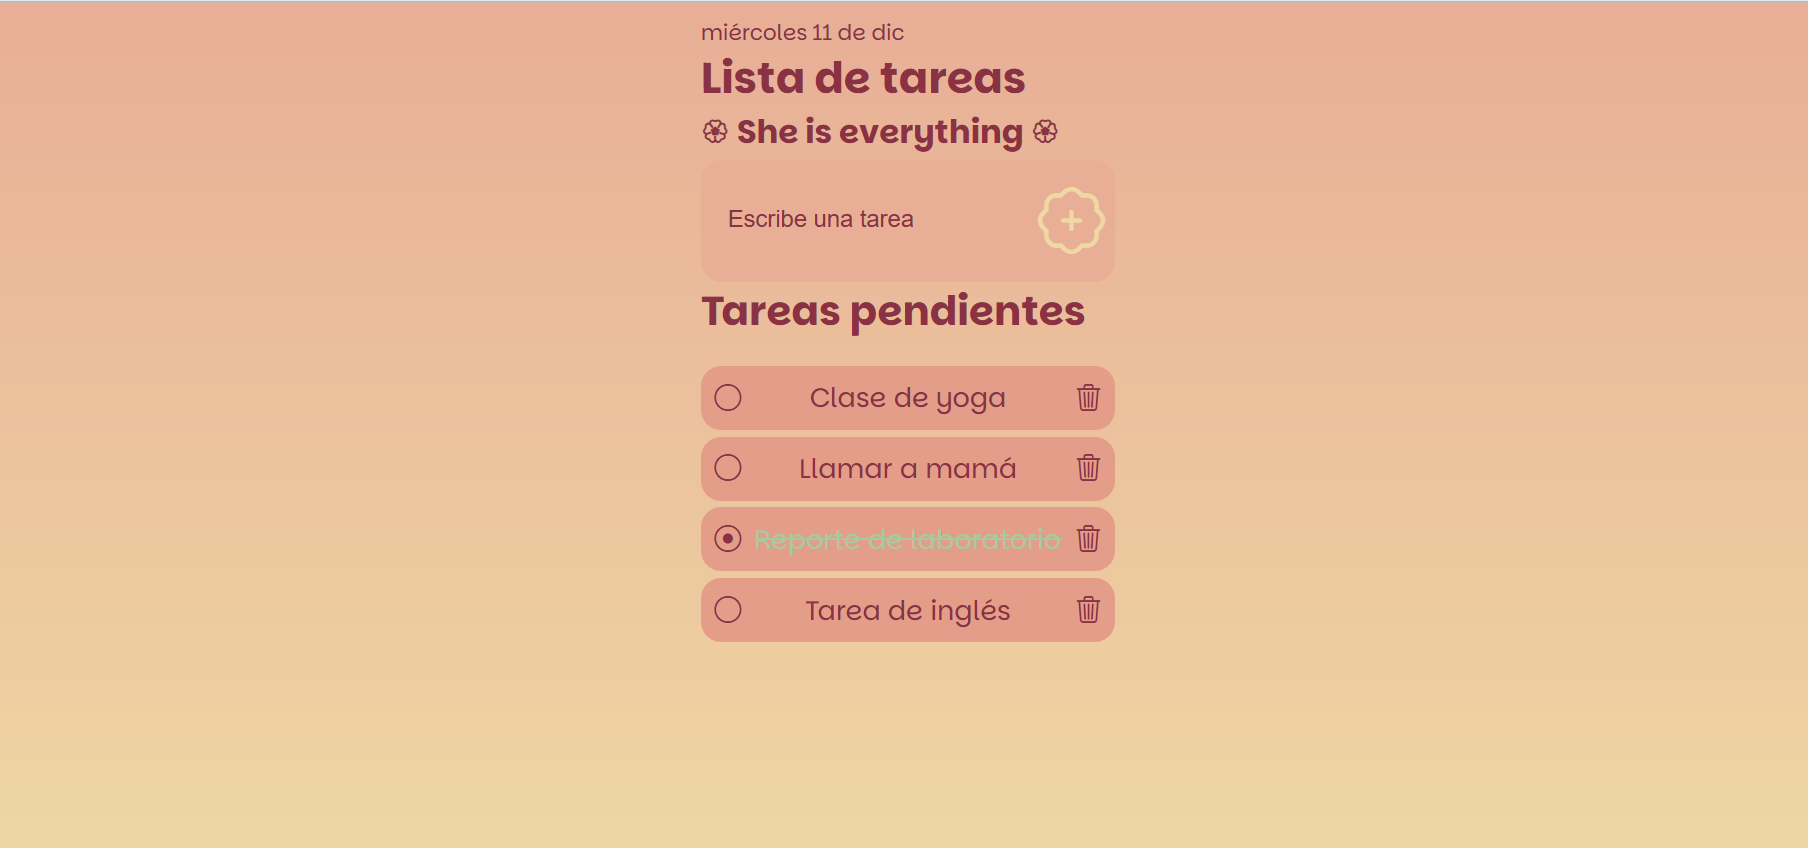 miércoles 11 de dic
Lista de tareas
She is everything
Escribe una tarea
Tareas pendientes
Clase de yoga
Llamar a mamá
Reporte de laboratorio
Tarea de inglés